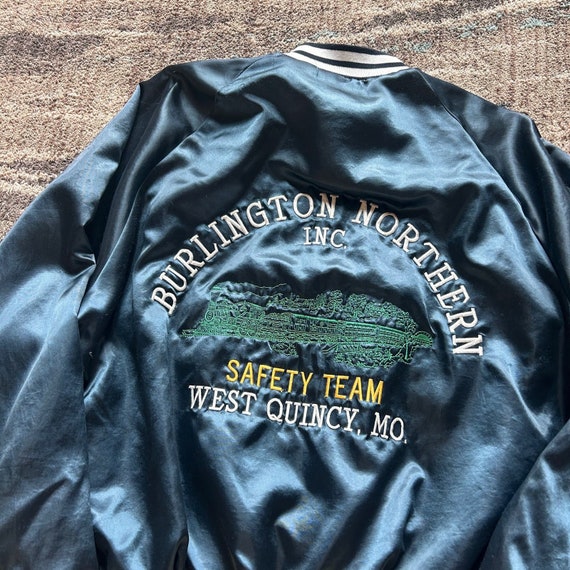 BURLINGTON NORTHERN
INC.
SAFETY TEAM
WEST QUINCY, MO.